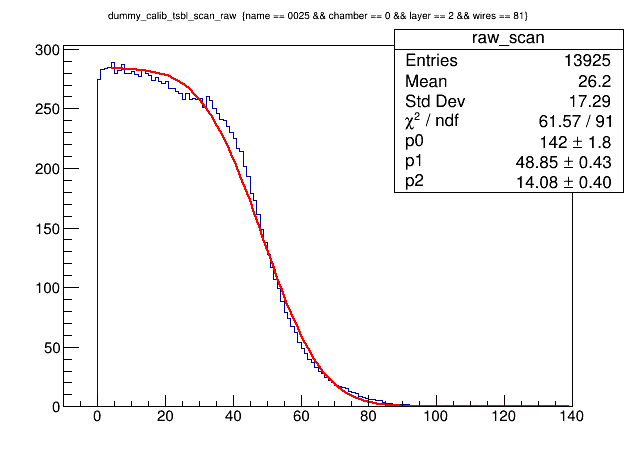 dummy_calib_tsbl_scan_raw {name == 0025 && chamber == 0 && layer == 2 && wires == 81}
raw_scan
Entries 13925
Mean 26.2
Std Dev 17.29
χ² / ndf 61.57 / 91
p0 142 ± 1.8
p1 48.85 ± 0.43
p2 14.08 ± 0.40
300
250
200
150
100
50
0
0 20 40 60 80 100 120 140